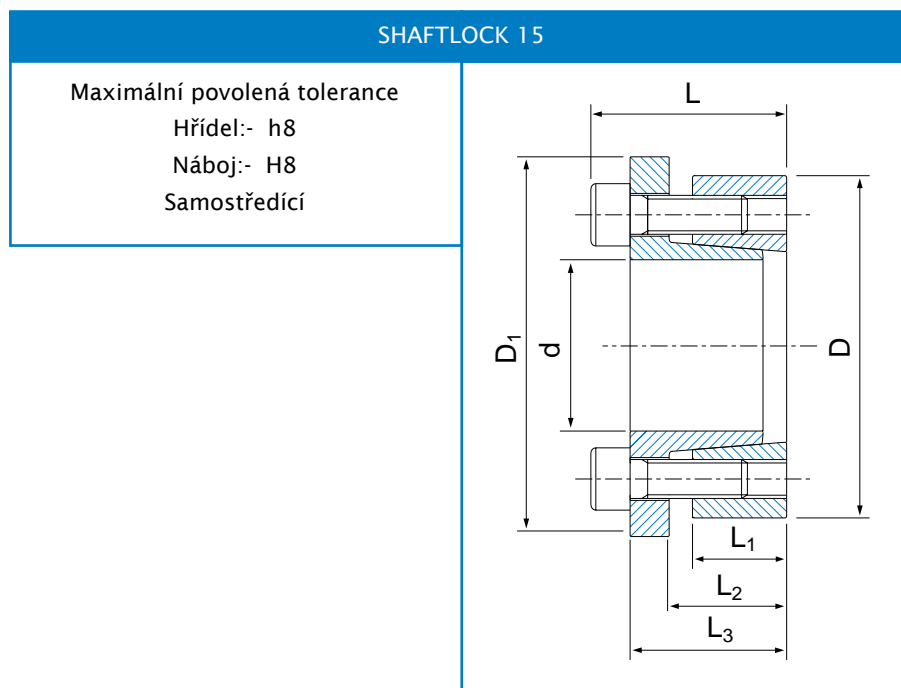 SHAFTLOCK 15
Maximální povolená tolerance
Hřídel:- h8
Náboj:- H8
Samostředící
L
D₁
d
D
L₁
L₂
L₃